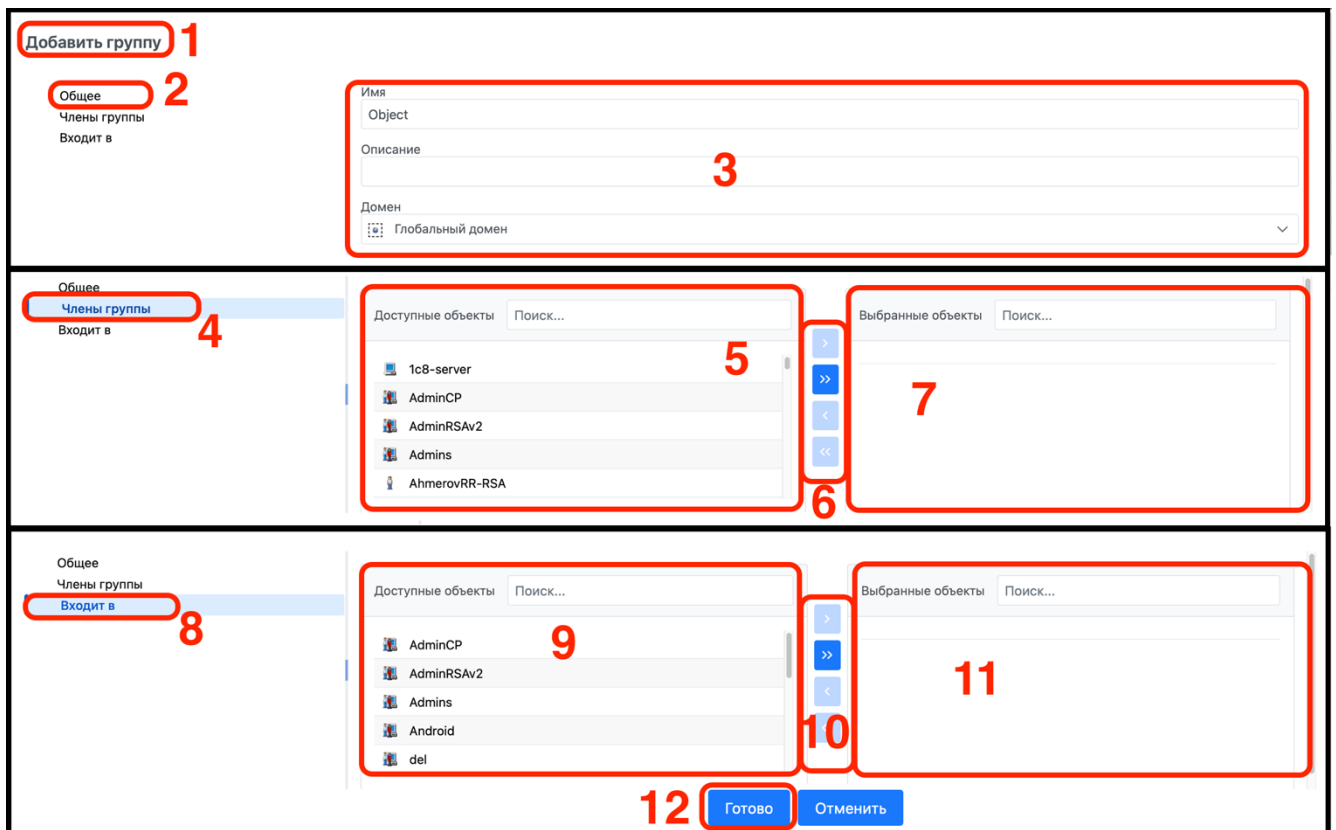 Добавить группу 1
Общее 2
Члены группы
Входит в
Имя
Object
Описание
3
Домен
Глобальный домен
Общее
Члены группы 4
Входит в
Доступные объекты Поиск...
5
1c8-server
AdminCP
AdminRSAv2
Admins
AhmerovRR-RSA
>
>>
<
<<
6
Выбранные объекты Поиск...
7
Общее
Члены группы
Входит в
8
Доступные объекты Поиск...
9
AdminCP
AdminRSAv2
Admins
Android
del
>
>>
<
10
Выбранные объекты Поиск...
11
12 Готово Отменить